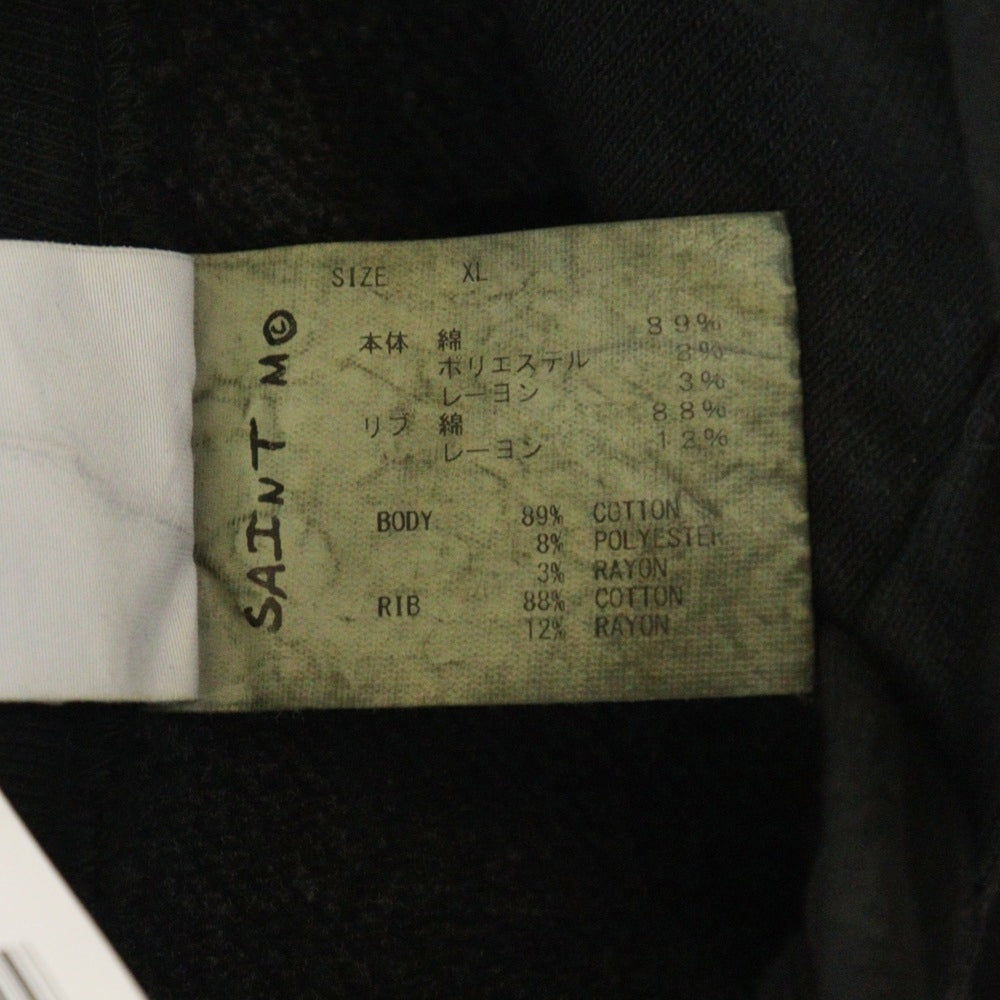 SAINT M©
SIZE XL
本体 綿 89%
ポリエステル 8%
レーヨン 3%
リブ 綿 88%
レーヨン 12%
BODY 89% COTTON
8% POLYESTER
3% RAYON
RIB 88% COTTON
12% RAYON